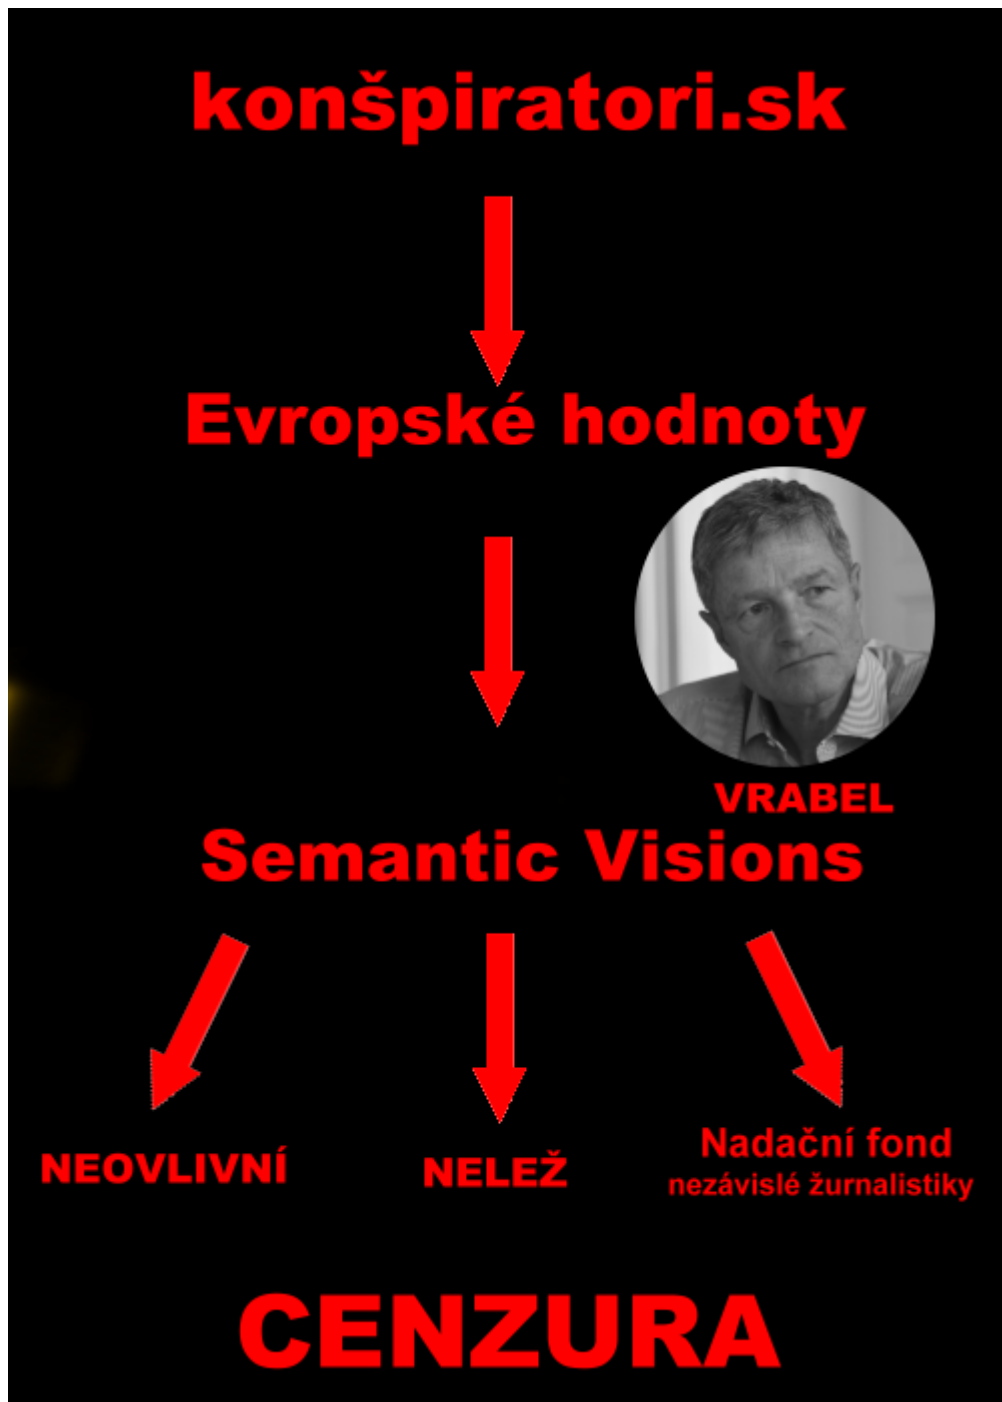 konšpiratori.sk
Evropské hodnoty
VRABEL
Semantic Visions
NEOVLIVNÍ
NELEŽ
Nadační fond
nezávislé žurnalistiky
CENZURA